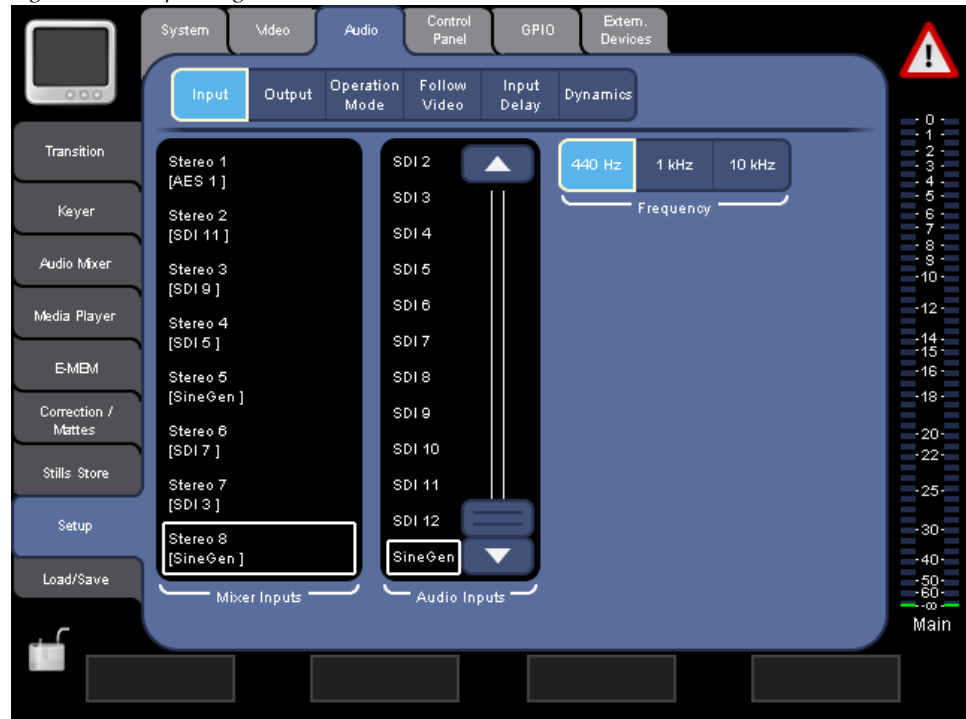 System
Video
Audio
Control
Panel
GPIO
Extern.
Devices
Input
Output
Operation
Mode
Follow
Video
Input
Delay
Dynamics
Transition
Keyer
Audio Mixer
Media Player
E-MEM
Correction /
Mattes
Stills Store
Setup
Load/Save
Stereo 1
[AES 1 ]
Stereo 2
[SDI 11 ]
Stereo 3
[SDI 9 ]
Stereo 4
[SDI 5 ]
Stereo 5
[SineGen ]
Stereo 6
[SDI 7 ]
Stereo 7
[SDI 3 ]
Stereo 8
[SineGen ]
Mixer Inputs
SDI 2
SDI 3
SDI 4
SDI 5
SDI 6
SDI 7
SDI 8
SDI 9
SDI 10
SDI 11
SDI 12
SineGen
Audio Inputs
440 Hz
1 kHz
10 kHz
Frequency
!
- 0 -
- 1 -
- 2 -
- 3 -
- 4 -
- 5 -
- 6 -
- 7 -
- 8 -
- 9 -
-10-
-12-
-14-
-15-
-16-
-18-
-20-
-22-
-25-
-30-
-40-
-50-
-60-
-∞-
Main